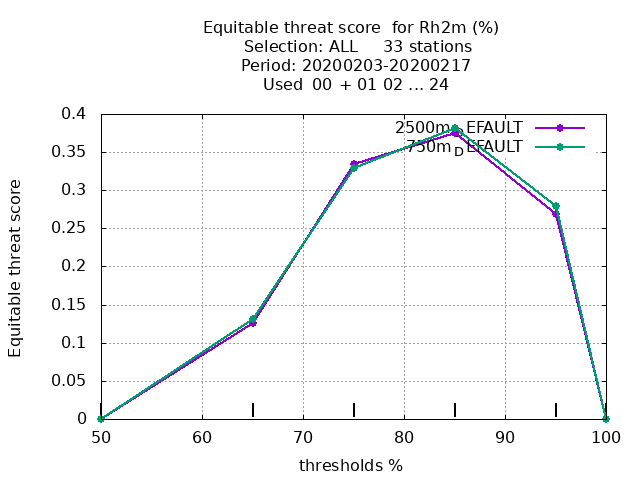 Equitable threat score  for Rh2m (%)
Selection: ALL     33 stations
Period: 20200203-20200217
Used  00 + 01 02 ... 24
2500m_DEFAULT
750m_DEFAULT
0.4
0.35
0.3
0.25
0.2
0.15
0.1
0.05
0
Equitable threat score
50 60 70 80 90 100
thresholds %